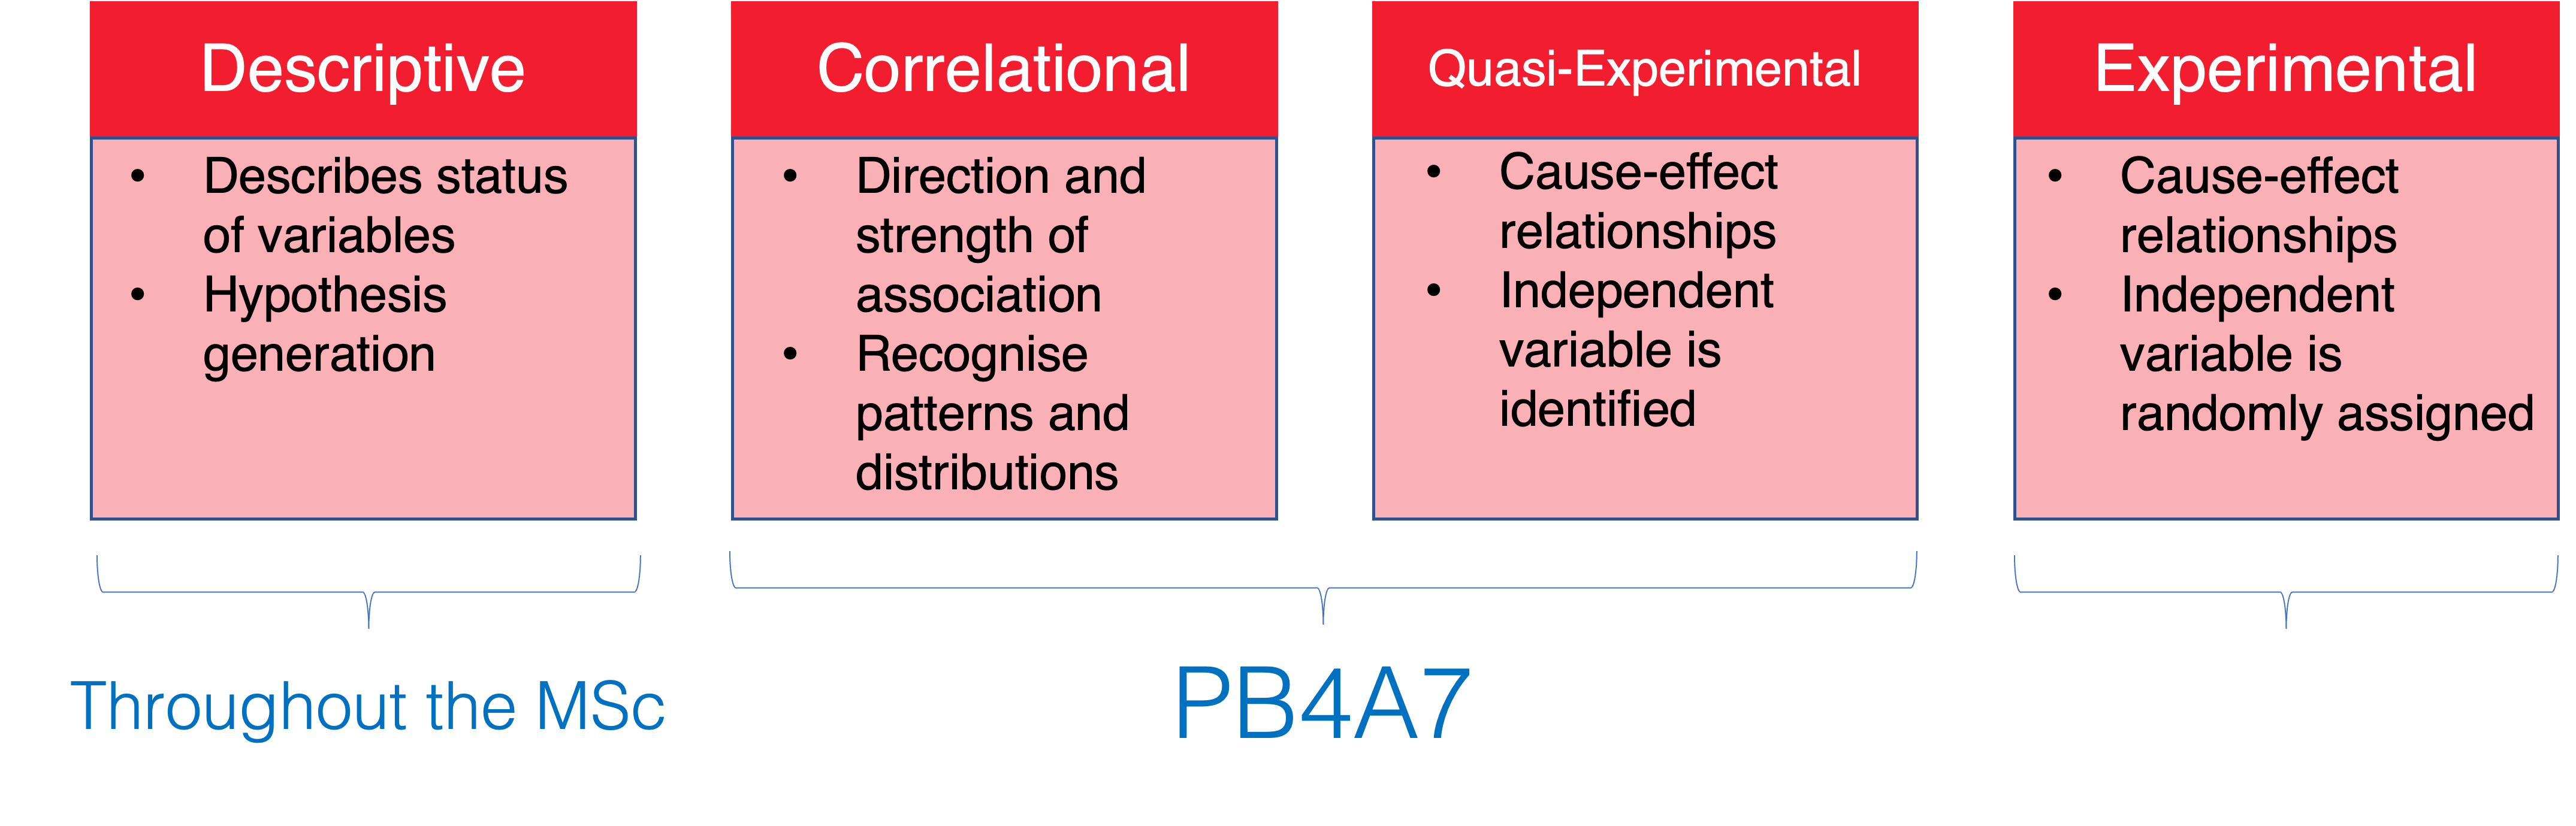 Descriptive
• Describes status
of variables
• Hypothesis
generation
Correlational
• Direction and
strength of
association
• Recognise
patterns and
distributions
Quasi-Experimental
• Cause-effect
relationships
• Independent
variable is
identified
Experimental
• Cause-effect
relationships
• Independent
variable is
randomly assigned
Throughout the MSc
PB4A7